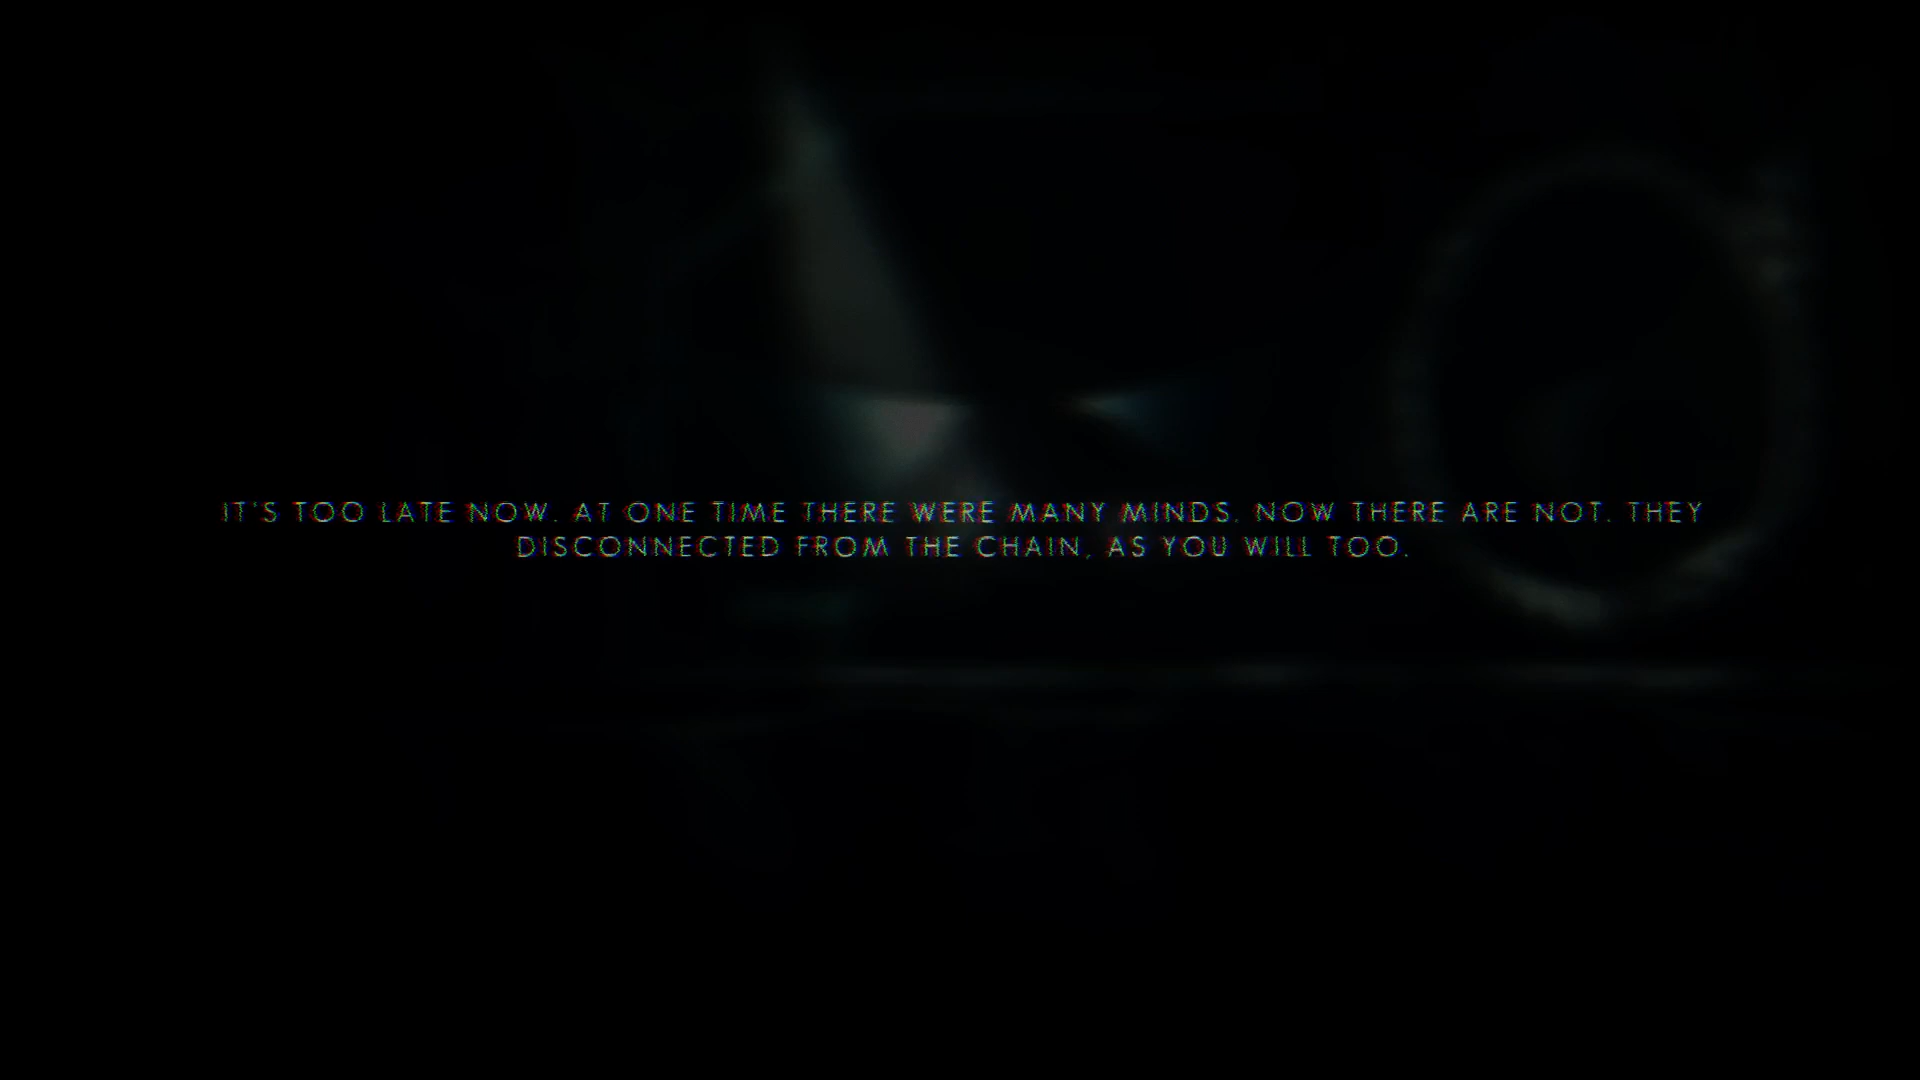 IT'S TOO LATE NOW. AT ONE TIME THERE WERE MANY MINDS. NOW THERE ARE NOT. THEY
DISCONNECTED FROM THE CHAIN, AS YOU WILL TOO.